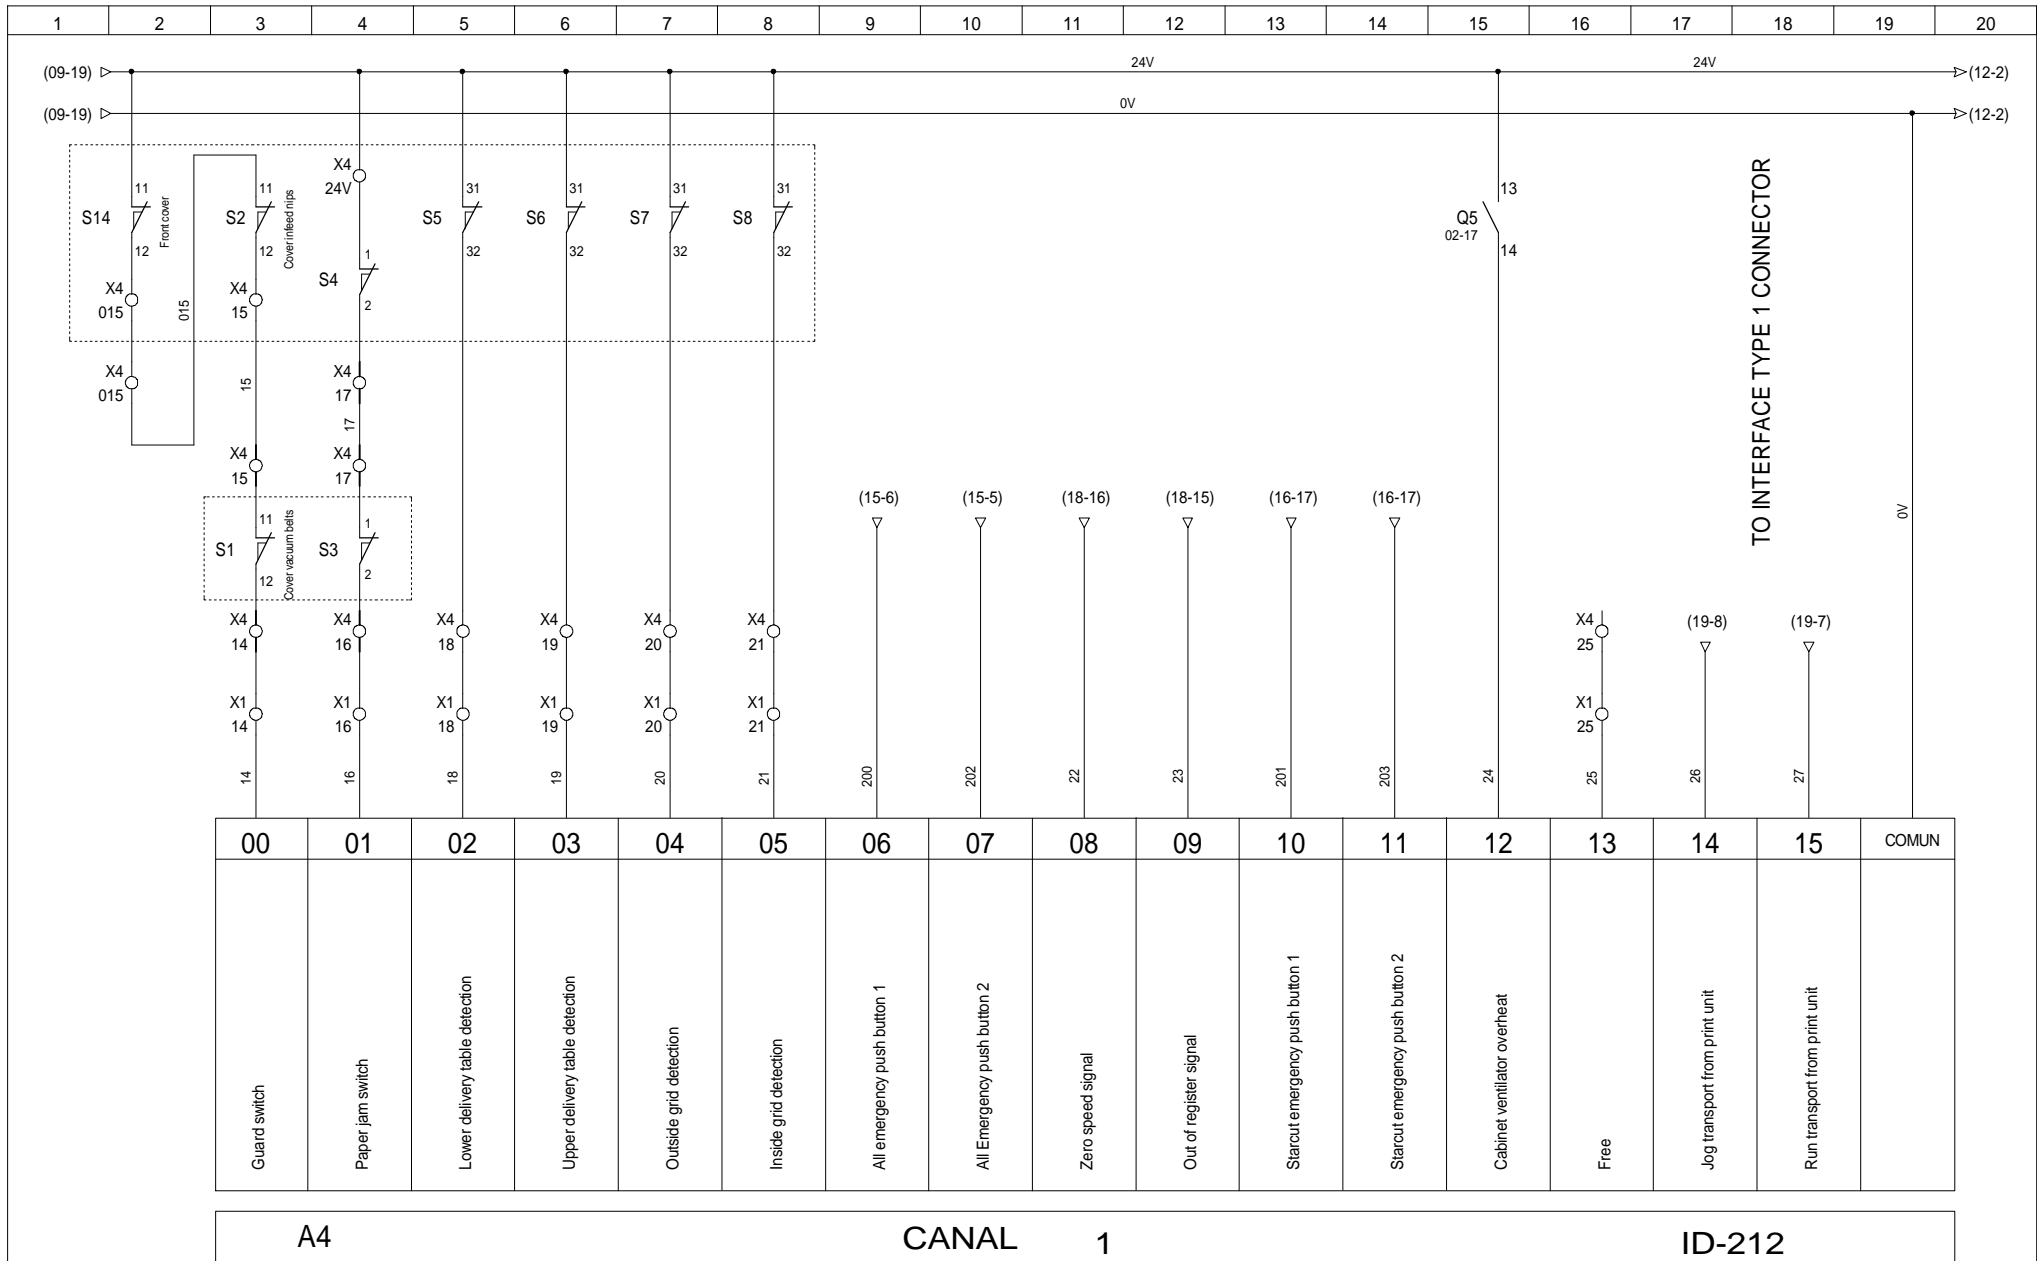 1 2 3 4 5 6 7 8 9 10 11 12 13 14 15 16 17 18 19 20
(09-19) 24V 24V (12-2)
(09-19) 0V (12-2)
X4
24V
11 11 31 31 31 31 13
S14 Front cover S2 Cover infeed nips S5 S6 S7 S8 Q5
02-17
12 12 32 32 32 32 14
1
S4
2
X4 X4
015 015 15
X4 15 X4
015 17
17
X4 X4
15 17
11 1
S1 Cover vacuum belts S3
12 2
(15-6) (15-5) (18-16) (18-15) (16-17) (16-17)
0V
TO INTERFACE TYPE 1 CONNECTOR
X4 X4 X4 X4 X4 X4 X4 (19-8) (19-7)
14 16 18 19 20 21 25
X1 X1 X1 X1 X1 X1 X1
14 16 18 19 20 21 25
14 16 18 19 20 21 200 202 22 23 201 203 24 25 26 27
00 01 02 03 04 05 06 07 08 09 10 11 12 13 14 15 COMUN
Guard switch
Paper jam switch
Lower delivery table detection
Upper delivery table detection
Outside grid detection
Inside grid detection
All emergency push button 1
All Emergency push button 2
Zero speed signal
Out of register signal
Starcut emergency push button 1
Starcut emergency push button 2
Cabinet ventilator overheat
Free
Jog transport from print unit
Run transport from print unit
A4 CANAL 1 ID-212